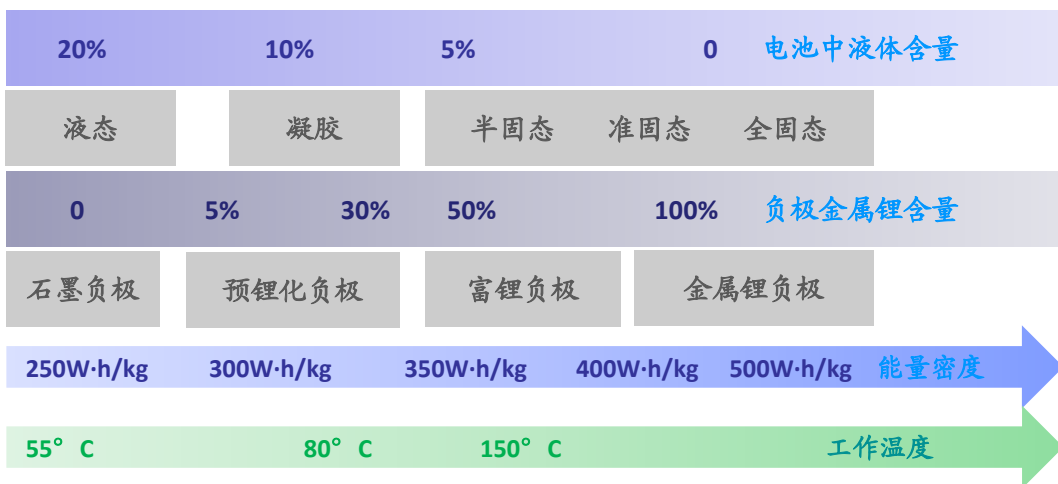 20% 10% 5% 0 电池中液体含量
液态 凝胶 半固态 准固态 全固态
0 5% 30% 50% 100% 负极金属锂含量
石墨负极 预锂化负极 富锂负极 金属锂负极
250W·h/kg 300W·h/kg 350W·h/kg 400W·h/kg 500W·h/kg 能量密度
55° C 80° C 150° C 工作温度